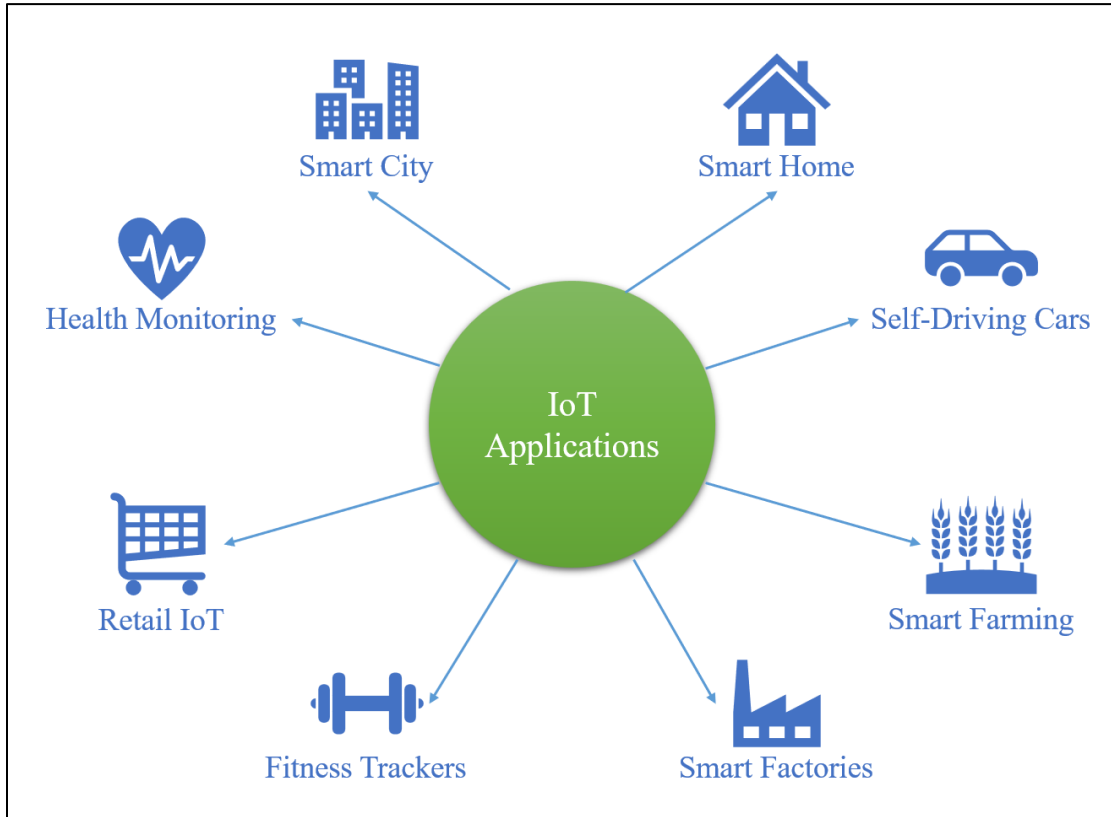 Smart City
Smart Home
Health Monitoring
Self-Driving Cars
IoT
Applications
Retail IoT
Smart Farming
Fitness Trackers
Smart Factories